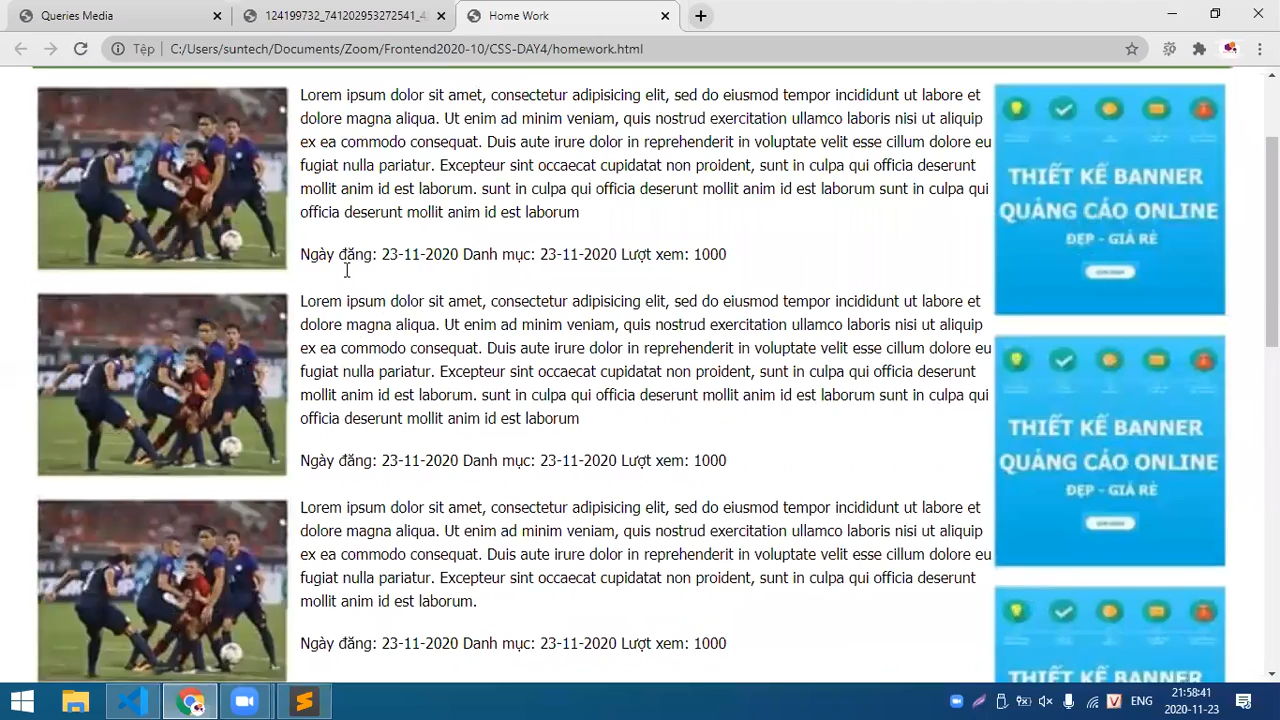 Queries Media
124199732_741202953272541_4
Home Work
Tệp
C:/Users/suntech/Documents/Zoom/Frontend2020-10/CSS-DAY4/homework.html
Lorem ipsum dolor sit amet, consectetur adipisicing elit, sed do eiusmod tempor incididunt ut labore et
dolore magna aliqua. Ut enim ad minim veniam, quis nostrud exercitation ullamco laboris nisi ut aliquip
ex ea commodo consequat. Duis aute irure dolor in reprehenderit in voluptate velit esse cillum dolore eu
fugiat nulla pariatur. Excepteur sint occaecat cupidatat non proident, sunt in culpa qui officia deserunt
mollit anim id est laborum. sunt in culpa qui officia deserunt mollit anim id est laborum sunt in culpa qui
officia deserunt mollit anim id est laborum
Ngày đăng: 23-11-2020 Danh mục: 23-11-2020 Lượt xem: 1000
Lorem ipsum dolor sit amet, consectetur adipisicing elit, sed do eiusmod tempor incididunt ut labore et
dolore magna aliqua. Ut enim ad minim veniam, quis nostrud exercitation ullamco laboris nisi ut aliquip
ex ea commodo consequat. Duis aute irure dolor in reprehenderit in voluptate velit esse cillum dolore eu
fugiat nulla pariatur. Excepteur sint occaecat cupidatat non proident, sunt in culpa qui officia deserunt
mollit anim id est laborum. sunt in culpa qui officia deserunt mollit anim id est laborum sunt in culpa qui
officia deserunt mollit anim id est laborum
Ngày đăng: 23-11-2020 Danh mục: 23-11-2020 Lượt xem: 1000
Lorem ipsum dolor sit amet, consectetur adipisicing elit, sed do eiusmod tempor incididunt ut labore et
dolore magna aliqua. Ut enim ad minim veniam, quis nostrud exercitation ullamco laboris nisi ut aliquip
ex ea commodo consequat. Duis aute irure dolor in reprehenderit in voluptate velit esse cillum dolore eu
fugiat nulla pariatur. Excepteur sint occaecat cupidatat non proident, sunt in culpa qui officia deserunt
mollit anim id est laborum.
Ngày đăng: 23-11-2020 Danh mục: 23-11-2020 Lượt xem: 1000
THIẾT KẾ BANNER
QUẢNG CÁO ONLINE
ĐẸP - GIÁ RẺ
THIẾT KẾ BANNER
QUẢNG CÁO ONLINE
ĐẸP - GIÁ RẺ
THIẾT KẾ BANNER
ENG
21:58:41
2020-11-23